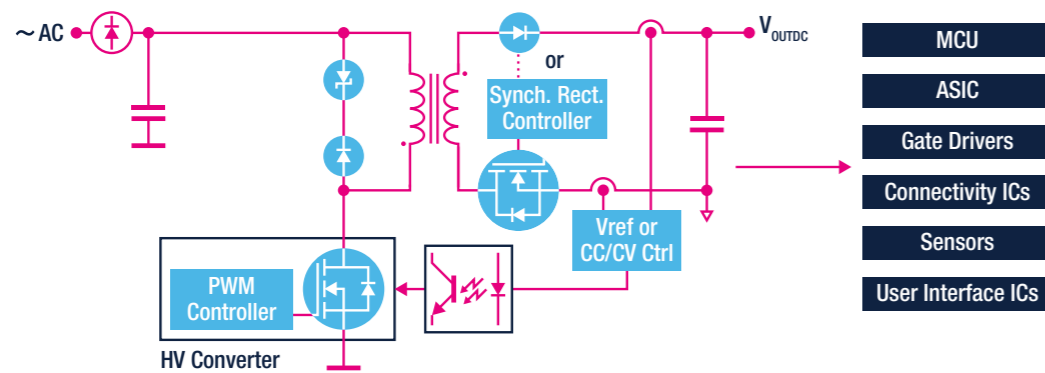 ~ AC
V_OUTDC
or
Synch. Rect.
Controller
Vref or
CC/CV Ctrl
PWM
Controller
HV Converter
MCU
ASIC
Gate Drivers
Connectivity ICs
Sensors
User Interface ICs